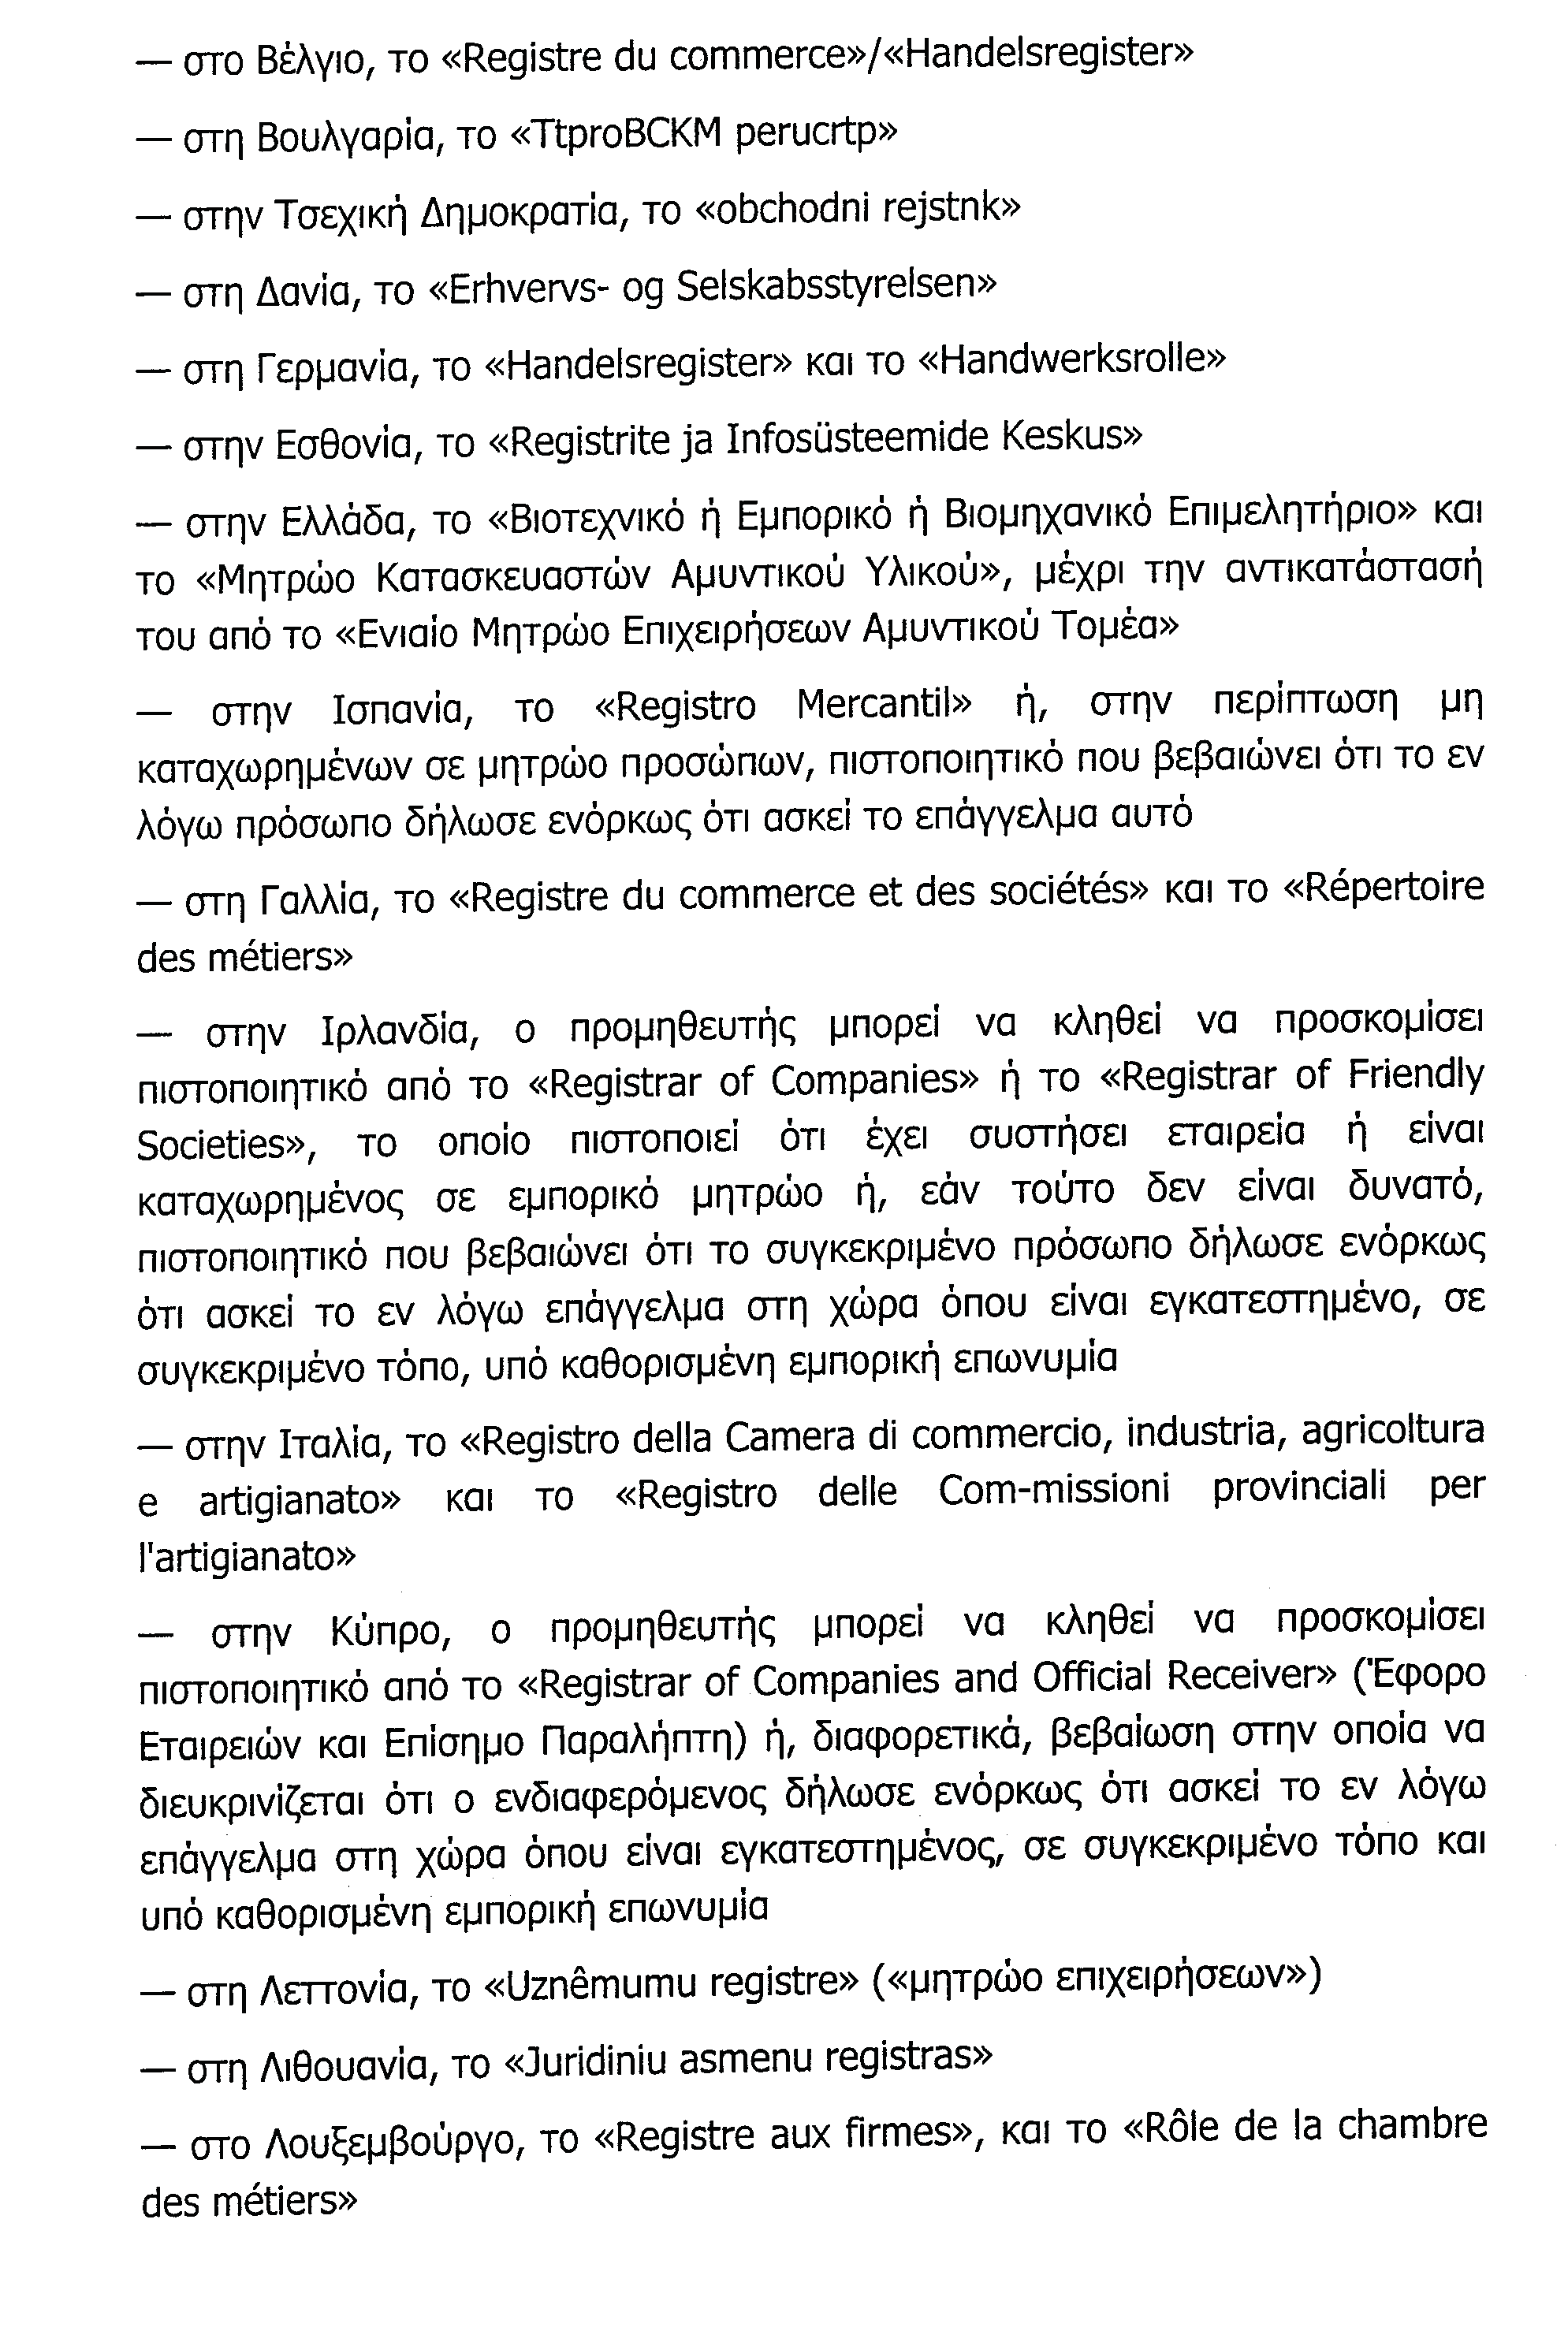 — στο Βέλγιο, το «Registre du commerce»/«Handelsregister»
— στη Βουλγαρία, το «TtproBCKM perucrtp»
— στην Τσεχική Δημοκρατία, το «obchodni rejstnk»
— στη Δανία, το «Erhvervs- og Selskabsstyrelsen»
— στη Γερμανία, το «Handelsregister» και το «Handwerksrolle»
— στην Εσθονία, το «Registrite ja Infosüsteemide Keskus»
— στην Ελλάδα, το «Βιοτεχνικό ή Εμπορικό ή Βιομηχανικό Επιμελητήριο» και
το «Μητρώο Κατασκευαστών Αμυντικού Υλικού», μέχρι την αντικατάστασή
του από το «Ενιαίο Μητρώο Επιχειρήσεων Αμυντικού Τομέα»
— στην Ισπανία, το «Registro Mercantil» ή, στην περίπτωση μη
καταχωρημένων σε μητρώο προσώπων, πιστοποιητικό που βεβαιώνει ότι το εν
λόγω πρόσωπο δήλωσε ενόρκως ότι ασκεί το επάγγελμα αυτό
— στη Γαλλία, το «Registre du commerce et des sociétés» και το «Répertoire
des métiers»
— στην Ιρλανδία, ο προμηθευτής μπορεί να κληθεί να προσκομίσει
πιστοποιητικό από το «Registrar of Companies» ή το «Registrar of Friendly
Societies», το οποίο πιστοποιεί ότι έχει συστήσει εταιρεία ή είναι
καταχωρημένος σε εμπορικό μητρώο ή, εάν τούτο δεν είναι δυνατό,
πιστοποιητικό που βεβαιώνει ότι το συγκεκριμένο πρόσωπο δήλωσε ενόρκως
ότι ασκεί το εν λόγω επάγγελμα στη χώρα όπου είναι εγκατεστημένο, σε
συγκεκριμένο τόπο, υπό καθορισμένη εμπορική επωνυμία
— στην Ιταλία, το «Registro della Camera di commercio, industria, agricoltura
e artigianato» και το «Registro delle Com-missioni provinciali per
l'artigianato»
— στην Κύπρο, ο προμηθευτής μπορεί να κληθεί να προσκομίσει
πιστοποιητικό από το «Registrar of Companies and Official Receiver» (Έφορο
Εταιρειών και Επίσημο Παραλήπτη) ή, διαφορετικά, βεβαίωση στην οποία να
διευκρινίζεται ότι ο ενδιαφερόμενος δήλωσε ενόρκως ότι ασκεί το εν λόγω
επάγγελμα στη χώρα όπου είναι εγκατεστημένος, σε συγκεκριμένο τόπο και
υπό καθορισμένη εμπορική επωνυμία
— στη Λεττονία, το «Uznêmumu registre» («μητρώο επιχειρήσεων»)
— στη Λιθουανία, το «Juridiniu asmenu registras»
— στο Λουξεμβούργο, το «Registre aux firmes», και το «Rôle de la chambre
des métiers»